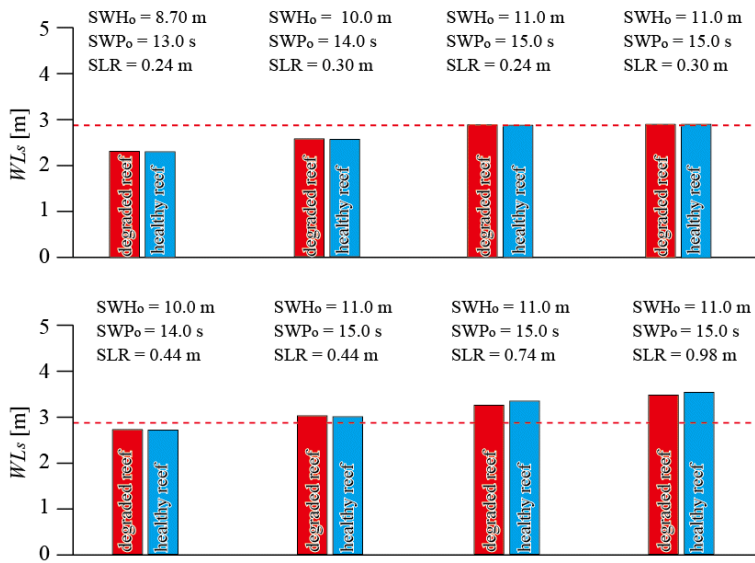 SWHₒ = 8.70 m
SWPₒ = 13.0 s
SLR = 0.24 m
SWHₒ = 10.0 m
SWPₒ = 14.0 s
SLR = 0.30 m
SWHₒ = 11.0 m
SWPₒ = 15.0 s
SLR = 0.24 m
SWHₒ = 11.0 m
SWPₒ = 15.0 s
SLR = 0.30 m
WLs [m]
5
4
3
2
1
0
degraded reef
healthy reef
degraded reef
healthy reef
degraded reef
healthy reef
degraded reef
healthy reef
SWHₒ = 10.0 m
SWPₒ = 14.0 s
SLR = 0.44 m
SWHₒ = 11.0 m
SWPₒ = 15.0 s
SLR = 0.44 m
SWHₒ = 11.0 m
SWPₒ = 15.0 s
SLR = 0.74 m
SWHₒ = 11.0 m
SWPₒ = 15.0 s
SLR = 0.98 m
WLs [m]
5
4
3
2
1
0
degraded reef
healthy reef
degraded reef
healthy reef
degraded reef
healthy reef
degraded reef
healthy reef